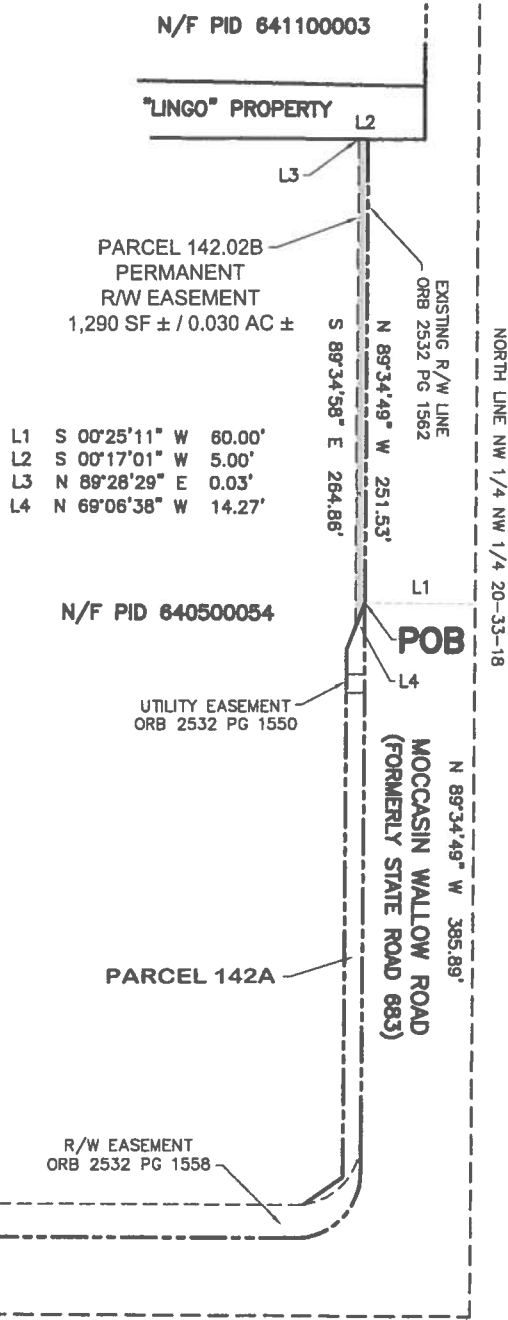 N/F PID 641100003
"LINGO" PROPERTY
L2
L3
PARCEL 142.02B
PERMANENT
R/W EASEMENT
1,290 SF ± / 0.030 AC ±
EXISTING R/W LINE
ORB 2532 PG 1562
N 89°34'49" W 251.53'
S 89°34'58" E 264.86'
NORTH LINE NW 1/4 NW 1/4 20-33-18
L1 S 00°25'11" W 60.00'
L2 S 00°17'01" W 5.00'
L3 N 89°28'29" E 0.03'
L4 N 69°06'38" W 14.27'
L1
N/F PID 640500054
POB
L4
UTILITY EASEMENT
ORB 2532 PG 1550
N 89°34'49" W 385.89'
MOCCASIN WALLOW ROAD
(FORMERLY STATE ROAD 683)
PARCEL 142A
R/W EASEMENT
ORB 2532 PG 1558